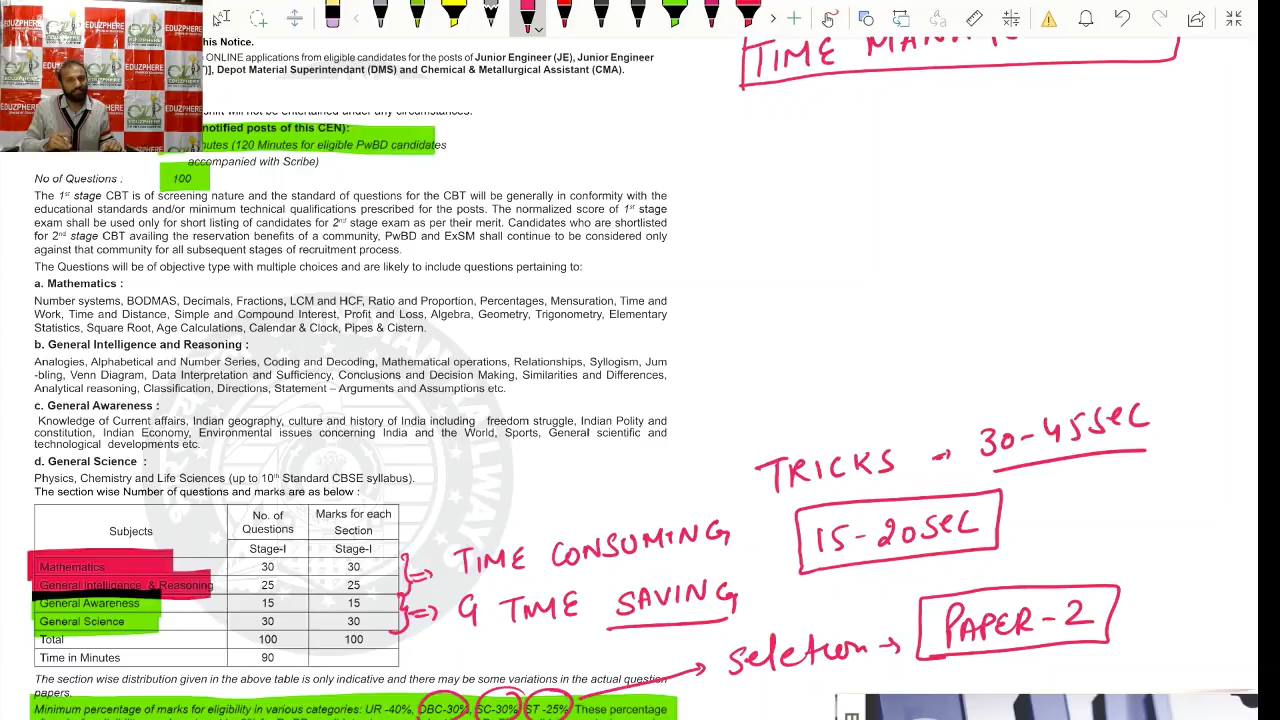 EDUZPHERE
EDUZPHERE
EDUZPHERE
EDUZPHERE
TIME
this Notice.
ONLINE applications from eligible candidates for the posts of Junior Engineer (JE), Junior Engineer
], Depot Material Superintendent (DMS) and Chemical & Metallurgical Assistant (CMA).
shift will not be entertained under any circumstances.
notified posts of this CEN):
nutes (120 Minutes for eligible PwBD candidates
accompanied with Scribe)
No of Questions : 100
The 1st stage CBT is of screening nature and the standard of questions for the CBT will be generally in conformity with the
educational standards and/or minimum technical qualifications prescribed for the posts. The normalized score of 1st stage
exam shall be used only for short listing of candidates for 2nd stage exam as per their merit. Candidates who are shortlisted
for 2nd stage CBT availing the reservation benefits of a community, PwBD and ExSM shall continue to be considered only
against that community for all subsequent stages of recruitment process.
The Questions will be of objective type with multiple choices and are likely to include questions pertaining to:
a. Mathematics :
Number systems, BODMAS, Decimals, Fractions, LCM and HCF, Ratio and Proportion, Percentages, Mensuration, Time and
Work, Time and Distance, Simple and Compound Interest, Profit and Loss, Algebra, Geometry, Trigonometry, Elementary
Statistics, Square Root, Age Calculations, Calendar & Clock, Pipes & Cistern.
b. General Intelligence and Reasoning :
Analogies, Alphabetical and Number Series, Coding and Decoding, Mathematical operations, Relationships, Syllogism, Jum
-bling, Venn Diagram, Data Interpretation and Sufficiency, Conclusions and Decision Making, Similarities and Differences,
Analytical reasoning, Classification, Directions, Statement – Arguments and Assumptions etc.
c. General Awareness :
Knowledge of Current affairs, Indian geography, culture and history of India including freedom struggle, Indian Polity and
constitution, Indian Economy, Environmental issues concerning India and the World, Sports, General scientific and
technological developments etc.
d. General Science :
Physics, Chemistry and Life Sciences (up to 10th Standard CBSE syllabus).
The section wise Number of questions and marks are as below :
Subjects No. of Questions Marks for each Section
Stage-I Stage-I
Mathematics 30 30
General Intelligence & Reasoning 25 25
General Awareness 15 15
General Science 30 30
Total 100 100
Time in Minutes 90
TRICKS → 30-45SEC
15-20SEC
TIME CONSUMING
TIME SAVING
seletion → PAPER-2
The section wise distribution given in the above table is only indicative and there may be some variations in the actual question
papers.
Minimum percentage of marks for eligibility in various categories: UR -40%, OBC-30%, SC-30%, ST -25%. These percentage